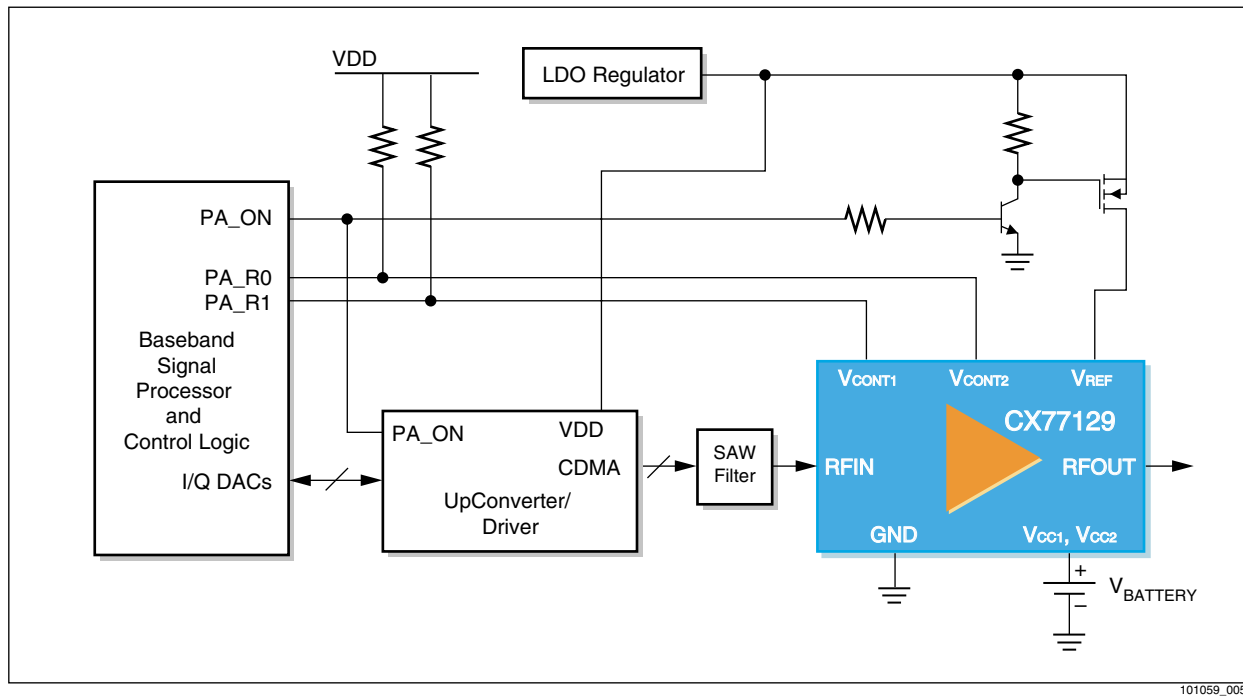 VDD
LDO Regulator
PA_ON
PA_R0
PA_R1
Baseband
Signal
Processor
and
Control Logic
I/Q DACs
PA_ON
VDD
CDMA
UpConverter/
Driver
SAW
Filter
VCONT1
VCONT2
VREF
CX77129
RFIN
RFOUT
GND
VCC1, VCC2
+
–
VBATTERY
101059_005